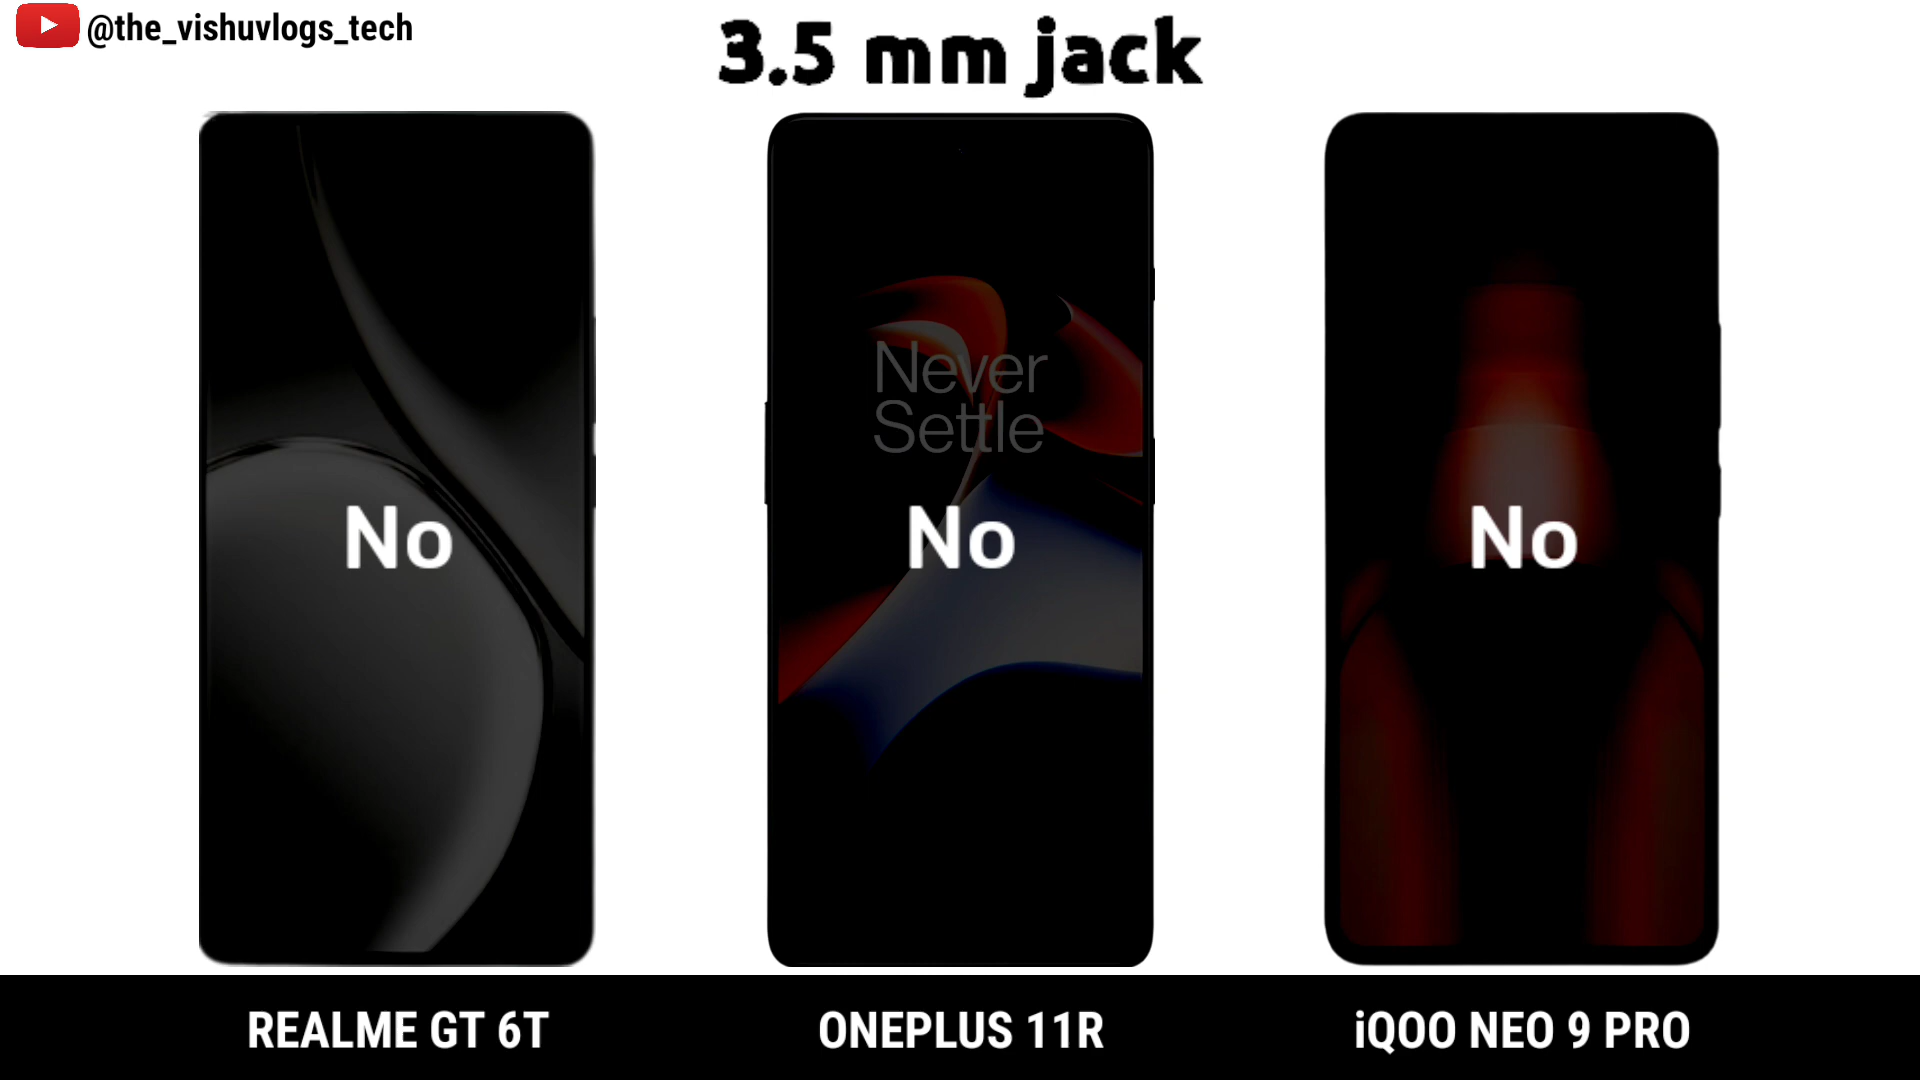 @the_vishuvlogs_tech
3.5 mm jack
Never
Settle
No
No
No
REALME GT 6T
ONEPLUS 11R
iQOO NEO 9 PRO